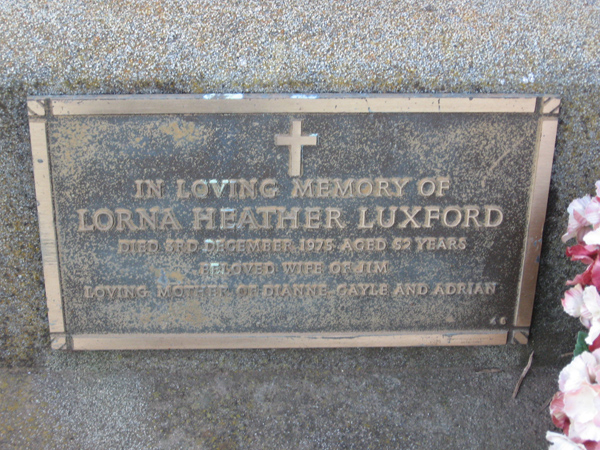 IN LOVING MEMORY OF
LORNA HEATHER LUXFORD
DIED 3RD DECEMBER 1975 AGED 52 YEARS
BELOVED WIFE OF JIM
LOVING MOTHER OF DIANNE GAYLE AND ADRIAN